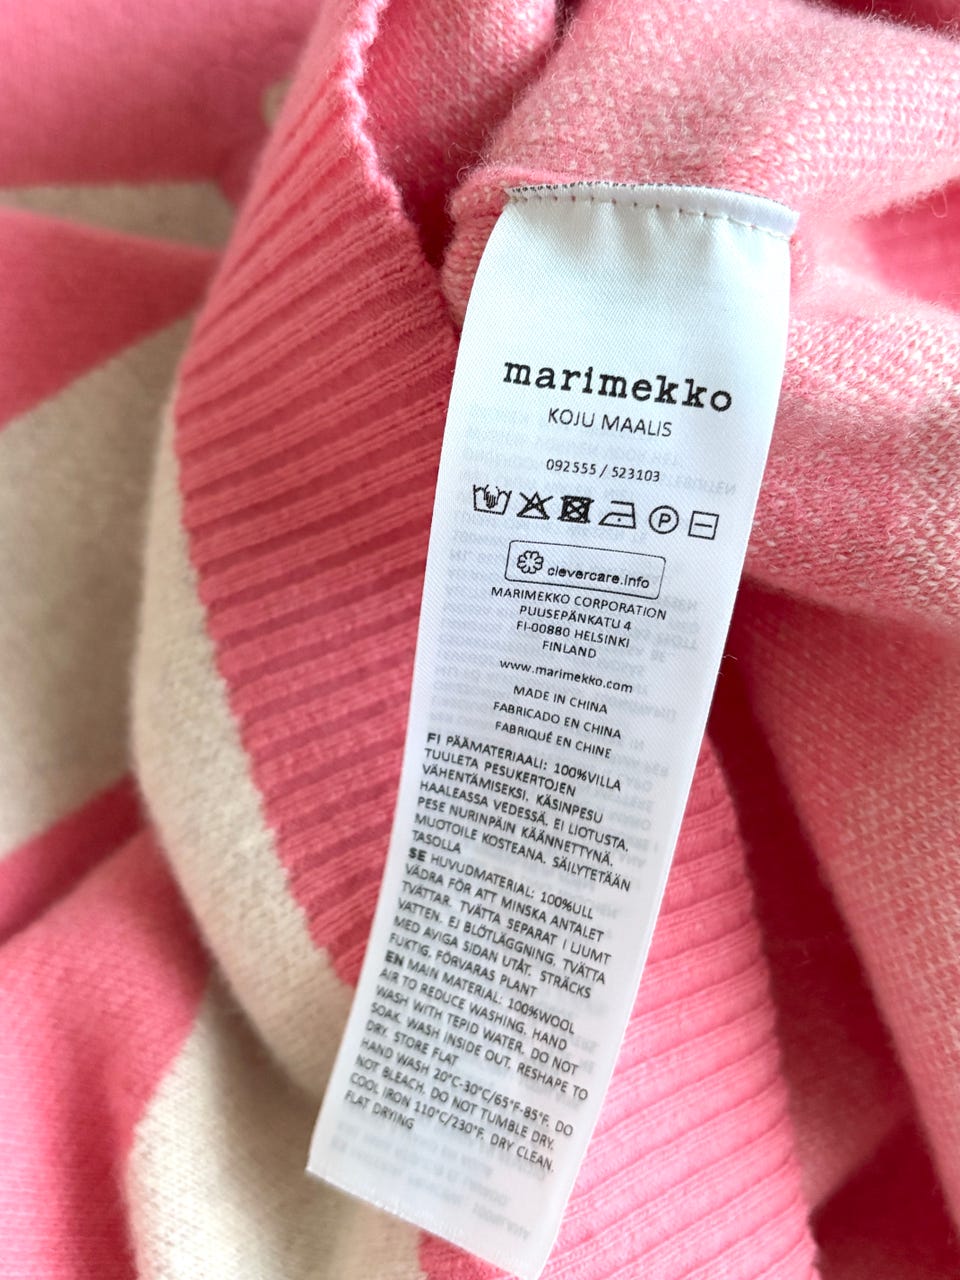 marimekko
KOJU MAALIS
092555 / 523103
P
clevercare.info
MARIMEKKO CORPORATION
PUUSEPÄNKATU 4
FI-00880 HELSINKI
FINLAND
www.marimekko.com
MADE IN CHINA
FABRICADO EN CHINA
FABRIQUÉ EN CHINE
FI PÄÄMATERIAALI: 100%VILLA
TUULETA PESUKERTOJEN
VÄHENTÄMISEKSI. KÄSINPESU
HAALEASSA VEDESSÄ. EI LIOTUSTA.
PESE NURINPÄIN KÄÄNNETTYNÄ.
MUOTOILE KOSTEANA. SÄILYTETÄÄN
TASOLLA
SE HUVUDMATERIAL: 100%ULL
VÄDRA FÖR ATT MINSKA ANTALET
TVÄTTAR. TVÄTTA SEPARAT I LJUMT
VATTEN. EJ BLÖTLÄGGNING. TVÄTTA
MED AVIGA SIDAN UTÅT. STRÄCKS
FUKTIG. FÖRVARAS PLANT
EN MAIN MATERIAL: 100%WOOL
AIR TO REDUCE WASHING. HAND
WASH WITH TEPID WATER. DO NOT
SOAK. WASH INSIDE OUT. RESHAPE TO
DRY. STORE FLAT
HAND WASH 20°C-30°C/65°F-85°F. DO
NOT BLEACH. DO NOT TUMBLE DRY.
COOL IRON 110°C/230°F. DRY CLEAN.
FLAT DRYING